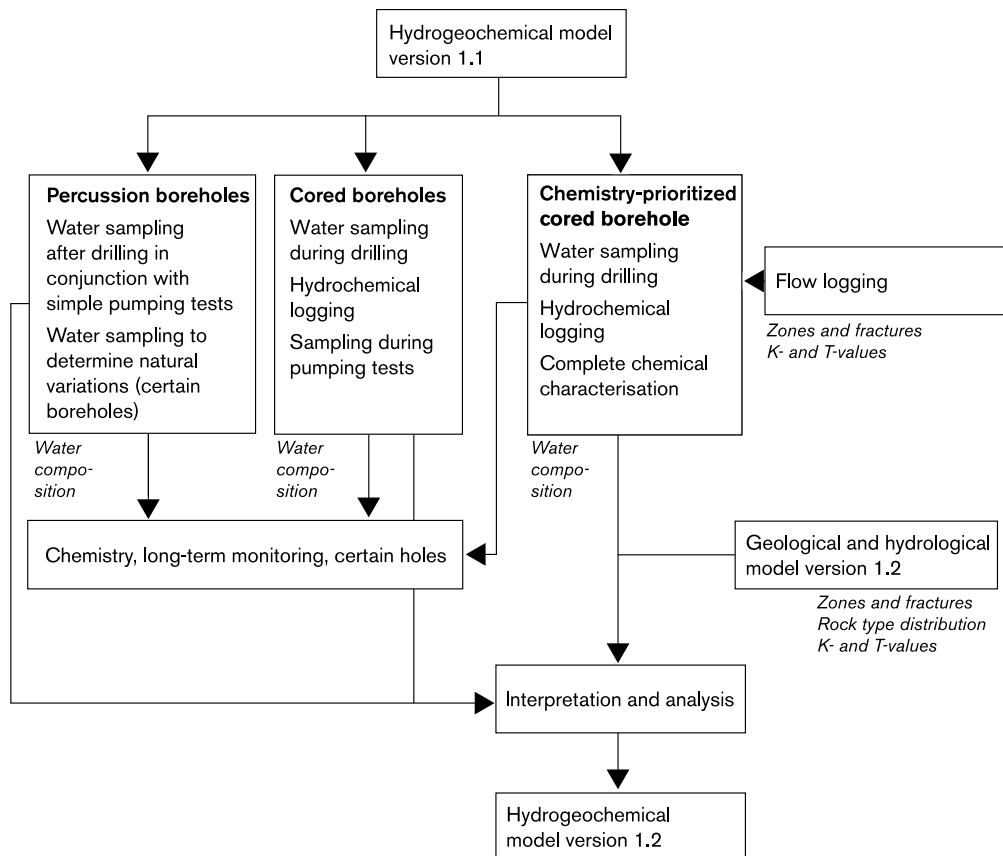 Hydrogeochemical model
version 1.1
Percussion boreholes
Water sampling
after drilling in
conjunction with
simple pumping tests
Water sampling to
determine natural
variations (certain
boreholes)
Cored boreholes
Water sampling
during drilling
Hydrochemical
logging
Sampling during
pumping tests
Chemistry-prioritized
cored borehole
Water sampling
during drilling
Hydrochemical
logging
Complete chemical
characterisation
Flow logging
Zones and fractures
K- and T-values
Water
compo-
sition
Water
compo-
sition
Water
compo-
sition
Chemistry, long-term monitoring, certain holes
Geological and hydrological
model version 1.2
Zones and fractures
Rock type distribution
K- and T-values
Interpretation and analysis
Hydrogeochemical
model version 1.2